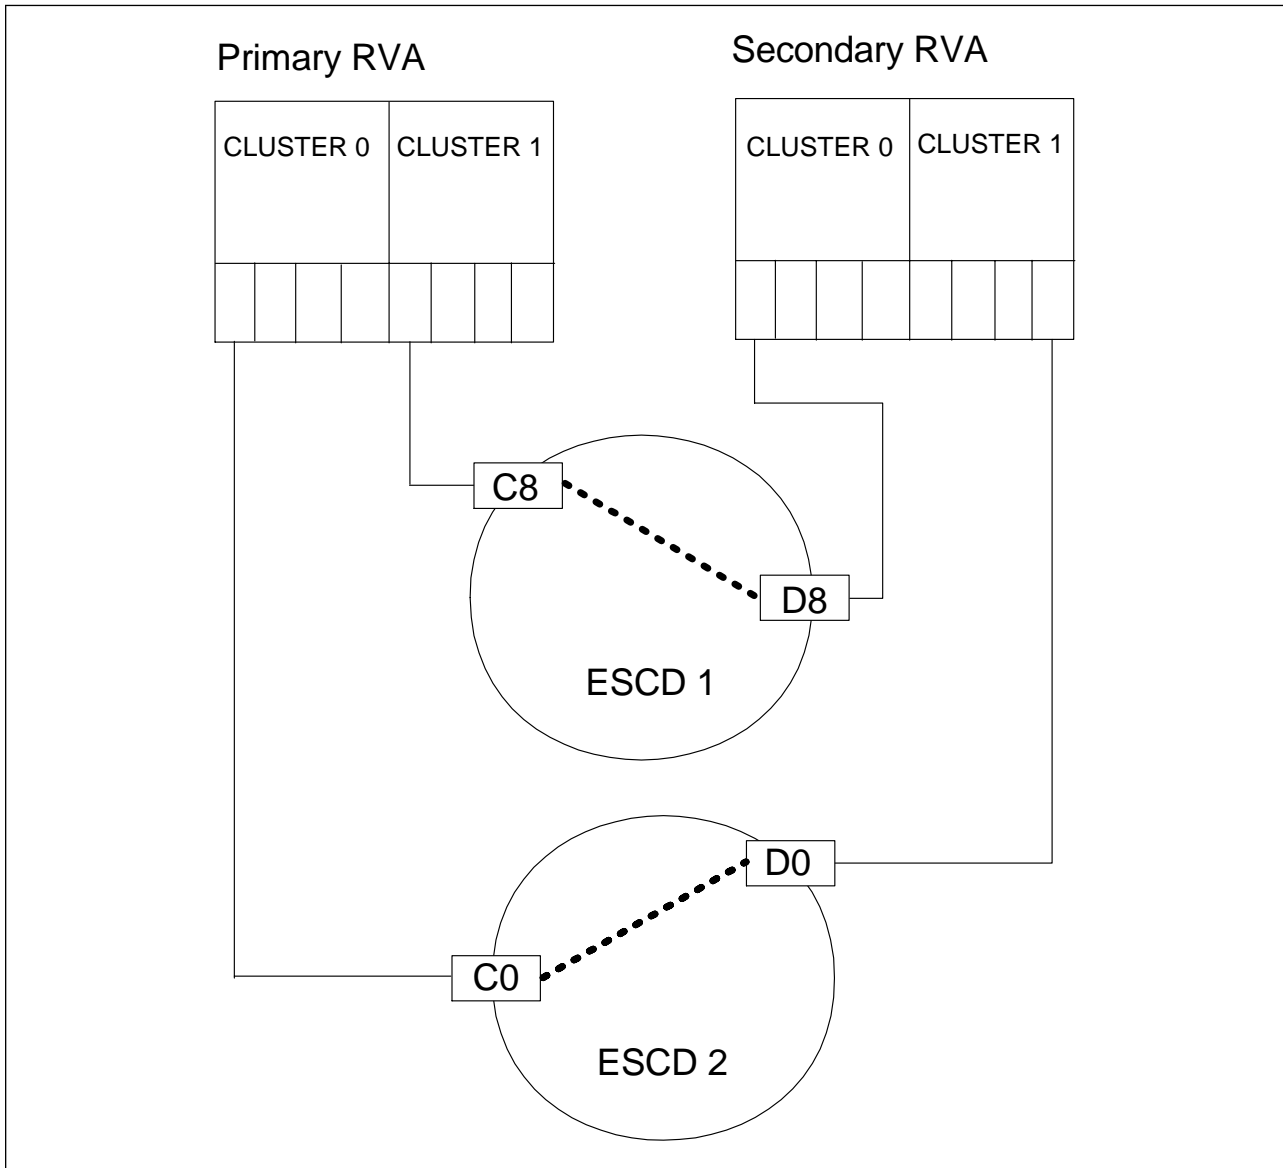 Primary RVA
Secondary RVA
CLUSTER 0
CLUSTER 1
CLUSTER 0
CLUSTER 1
C8
D8
ESCD 1
D0
C0
ESCD 2